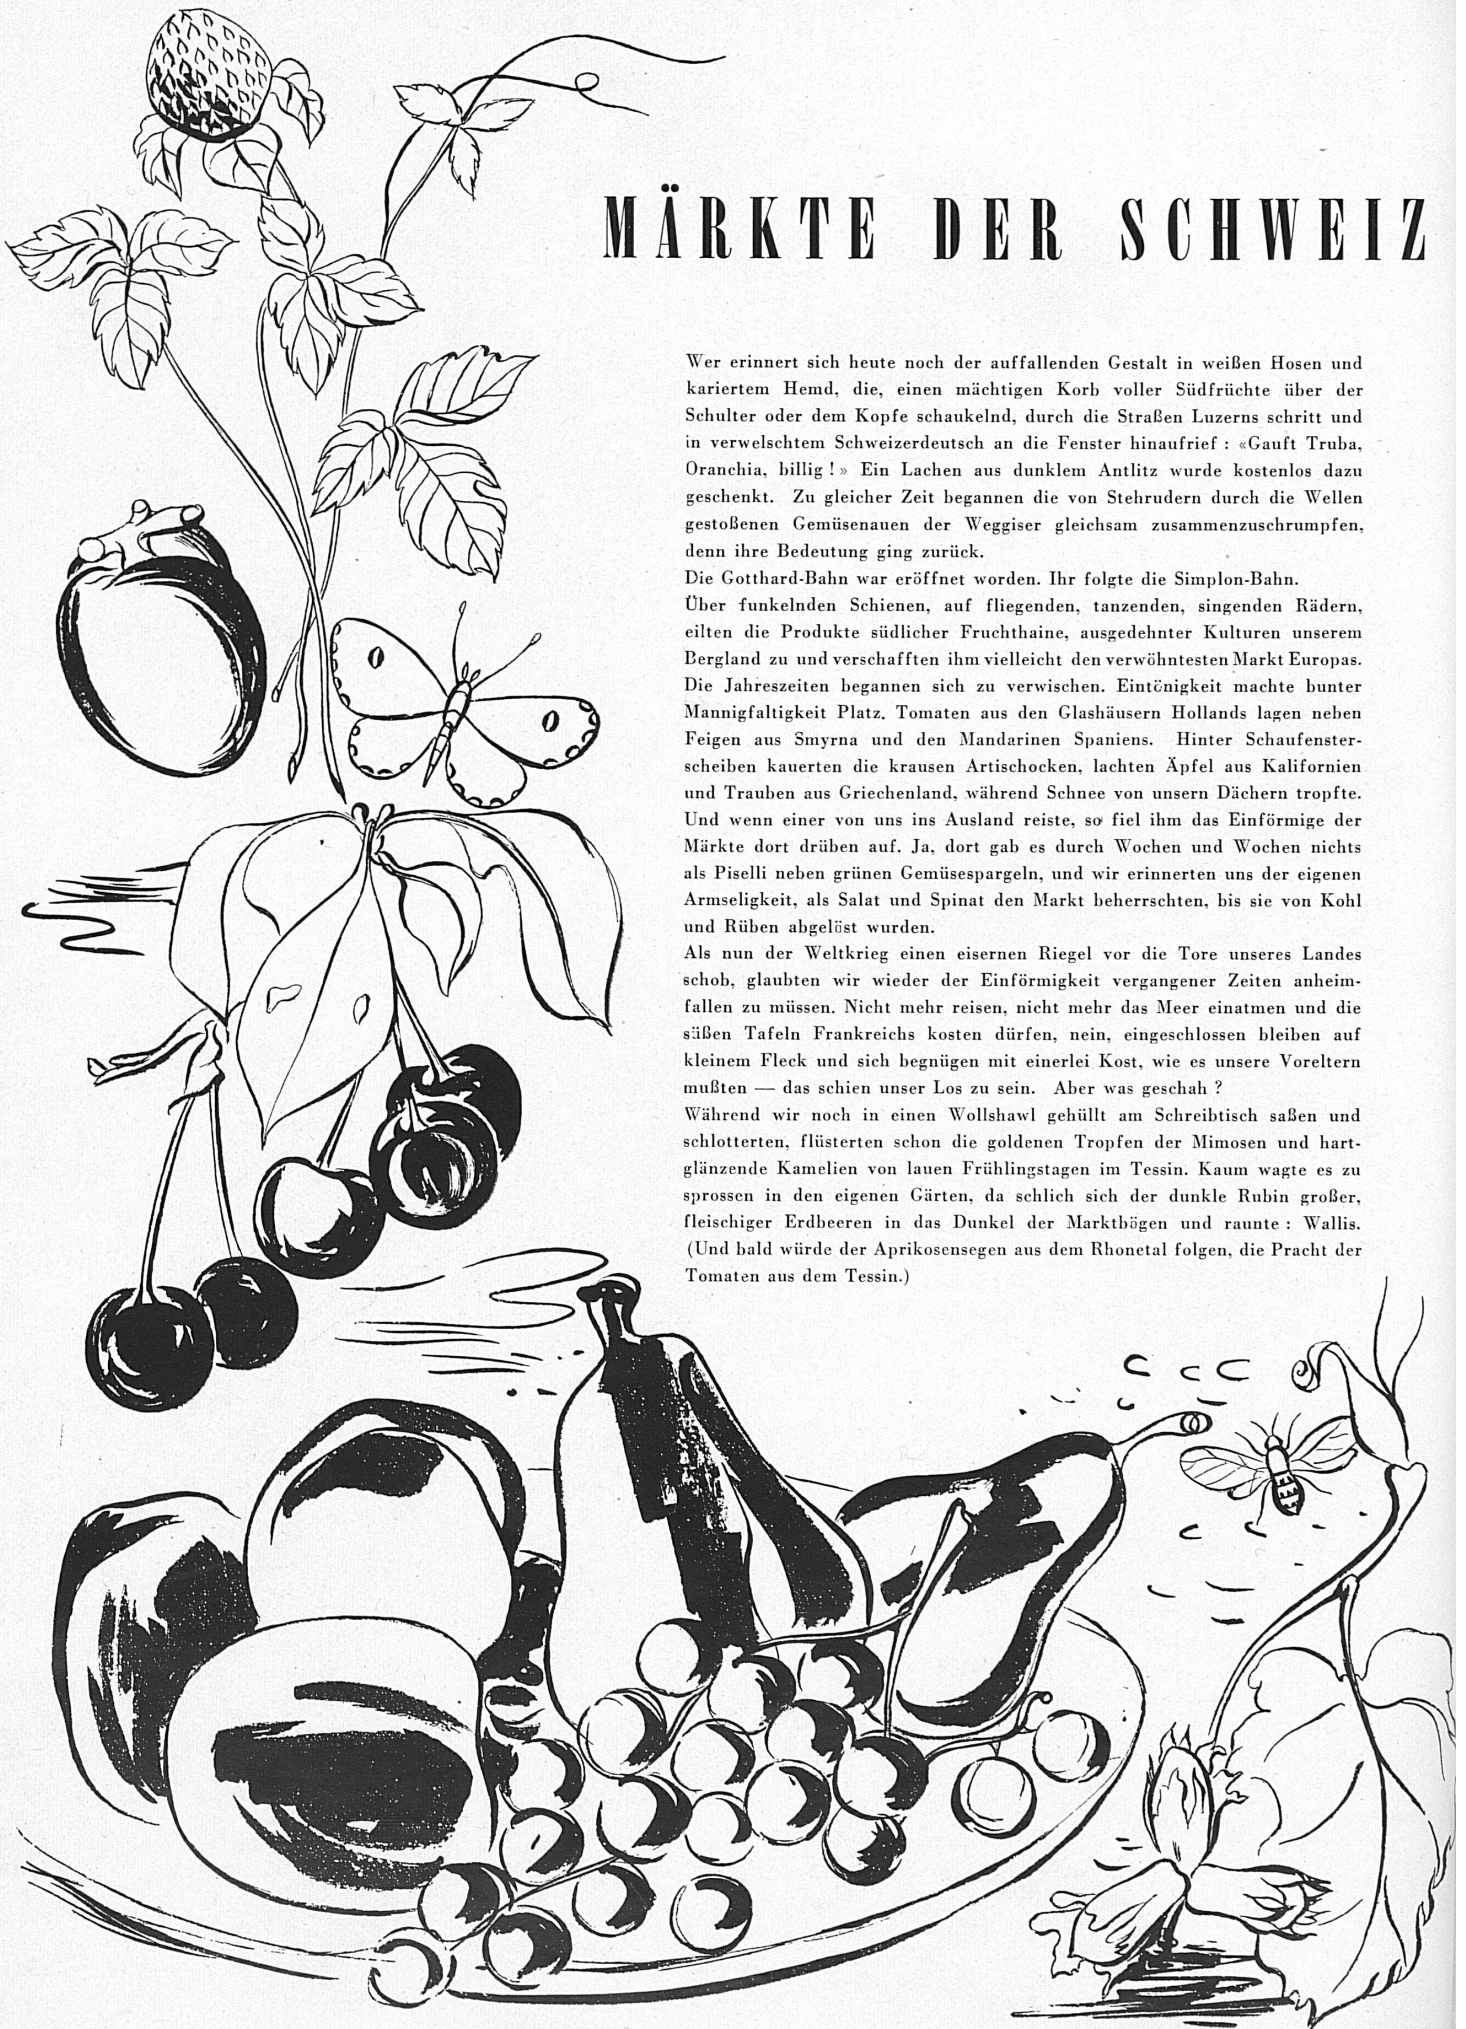 MÄRKTE DER SCHWEIZ
Wer erinnert sich heute noch der auffallenden Gestalt in weißen Hosen und
kariertem Hemd, die, einen mächtigen Korb voller Südfrüchte über der
Schulter oder dem Kopfe schaukelnd, durch die Straßen Luzerns schritt und
in verwelschtem Schweizerdeutsch an die Fenster hinaufrief : «Gauft Truba,
Oranchia, billig ! » Ein Lachen aus dunklem Antlitz wurde kostenlos dazu
geschenkt. Zu gleicher Zeit begannen die von Stehrudern durch die Wellen
gestoßenen Gemüsenauen der Weggiser gleichsam zusammenzuschrumpfen,
denn ihre Bedeutung ging zurück.
Die Gotthard-Bahn war eröffnet worden. Ihr folgte die Simplon-Bahn.
Über funkelnden Schienen, auf fliegenden, tanzenden, singenden Rädern,
eilten die Produkte südlicher Fruchthaine, ausgedehnter Kulturen unserem
Bergland zu und verschafften ihm vielleicht den verwöhntesten Markt Europas.
Die Jahreszeiten begannen sich zu verwischen. Eintönigkeit machte bunter
Mannigfaltigkeit Platz. Tomaten aus den Glashäusern Hollands lagen neben
Feigen aus Smyrna und den Mandarinen Spaniens. Hinter Schaufenster-
scheiben kauerten die krausen Artischocken, lachten Äpfel aus Kalifornien
und Trauben aus Griechenland, während Schnee von unsern Dächern tropfte.
Und wenn einer von uns ins Ausland reiste, so fiel ihm das Einförmige der
Märkte dort drüben auf. Ja, dort gab es durch Wochen und Wochen nichts
als Piselli neben grünen Gemüsespargeln, und wir erinnerten uns der eigenen
Armseligkeit, als Salat und Spinat den Markt beherrschten, bis sie von Kohl
und Rüben abgelöst wurden.
Als nun der Weltkrieg einen eisernen Riegel vor die Tore unseres Landes
schob, glaubten wir wieder der Einförmigkeit vergangener Zeiten anheim-
fallen zu müssen. Nicht mehr reisen, nicht mehr das Meer einatmen und die
süßen Tafeln Frankreichs kosten dürfen, nein, eingeschlossen bleiben auf
kleinem Fleck und sich begnügen mit einerlei Kost, wie es unsere Voreltern
mußten — das schien unser Los zu sein. Aber was geschah ?
Während wir noch in einen Wollshawl gehüllt am Schreibtisch saßen und
schlotterten, flüsterten schon die goldenen Tropfen der Mimosen und hart-
glänzende Kamelien von lauen Frühlingstagen im Tessin. Kaum wagte es zu
sprossen in den eigenen Gärten, da schlich sich der dunkle Rubin großer,
fleischiger Erdbeeren in das Dunkel der Marktbögen und raunte : Wallis.
(Und bald würde der Aprikosensegen aus dem Rhonetal folgen, die Pracht der
Tomaten aus dem Tessin.)